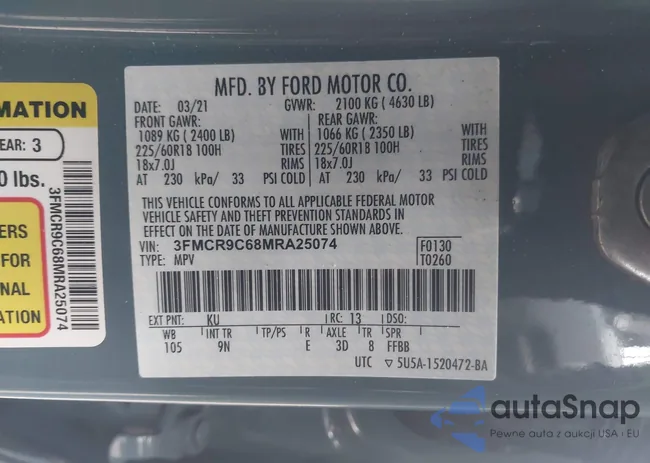 MFD. BY FORD MOTOR CO.
DATE: 03/21 GVWR: 2100 KG ( 4630 LB)
FRONT GAWR: REAR GAWR:
1089 KG ( 2400 LB) WITH 1066 KG ( 2350 LB) WITH
225/60R18 100H TIRES 225/60R18 100H TIRES
18x7.0J RIMS 18x7.0J RIMS
AT 230 kPa/ 33 PSI COLD AT 230 kPa/ 33 PSI COLD
THIS VEHICLE CONFORMS TO ALL APPLICABLE FEDERAL MOTOR
VEHICLE SAFETY AND THEFT PREVENTION STANDARDS IN
EFFECT ON THE DATE OF MANUFACTURE SHOWN ABOVE.
VIN: 3FMCR9C68MRA25074 F0130
TYPE: MPV T0260
EXT PNT: KU RC: 13 DSO:
WB INT TR TP/PS R AXLE TR SPR
105 9N E 3D 8 FFBB
UTC ▽ 5U5A-1520472-BA
RMATION
EAR: 3
0 lbs.
ERS
FOR
NAL
ATION
3FMCR9C68MRA25074
autaSnap
Pewne auta z aukcji USA i EU